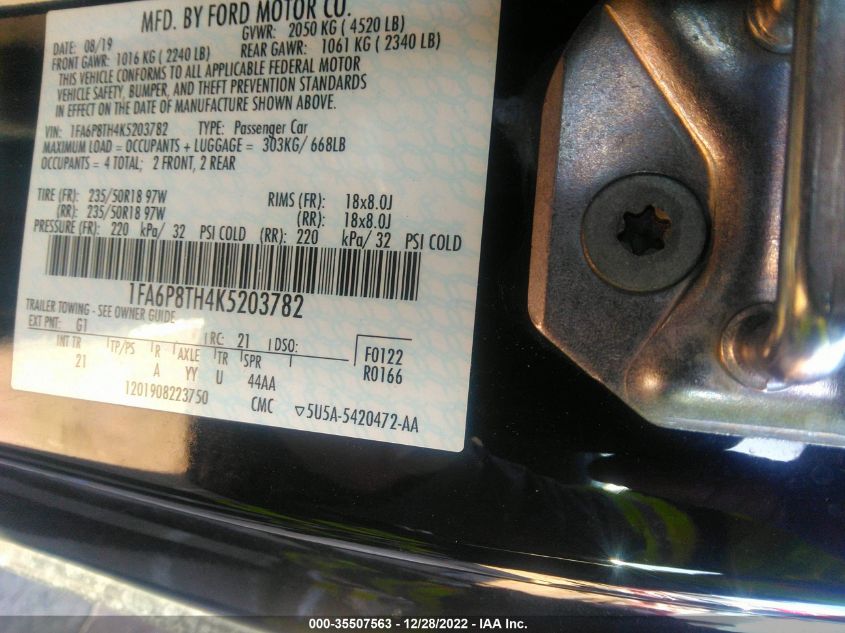 MFD. BY FORD MOTOR CO.
DATE: 08/19 GVWR: 2050 KG ( 4520 LB)
FRONT GAWR: 1016 KG ( 2240 LB) REAR GAWR: 1061 KG ( 2340 LB)
THIS VEHICLE CONFORMS TO ALL APPLICABLE FEDERAL MOTOR
VEHICLE SAFETY, BUMPER, AND THEFT PREVENTION STANDARDS
IN EFFECT ON THE DATE OF MANUFACTURE SHOWN ABOVE.
VIN: 1FA6P8TH4K5203782 TYPE: Passenger Car
MAXIMUM LOAD = OCCUPANTS + LUGGAGE = 303KG/ 668LB
OCCUPANTS = 4 TOTAL; 2 FRONT, 2 REAR
TIRE (FR): 235/50R18 97W RIMS (FR): 18x8.0J
(RR): 235/50R18 97W (RR): 18x8.0J
PRESSURE (FR): 220 kPa/ 32 PSI COLD (RR): 220 kPa/ 32 PSI COLD
1FA6P8TH4K5203782
TRAILER TOWING - SEE OWNER GUIDE
EXT PNT: G1 RC: 21 DSO:
INT TR TP/PS R AXLE TR SPR F0122
21 A YY U 44AA R0166
1201908223750 CMC ▽5U5A-5420472-AA
000-35507563 - 12/28/2022 - IAA Inc.